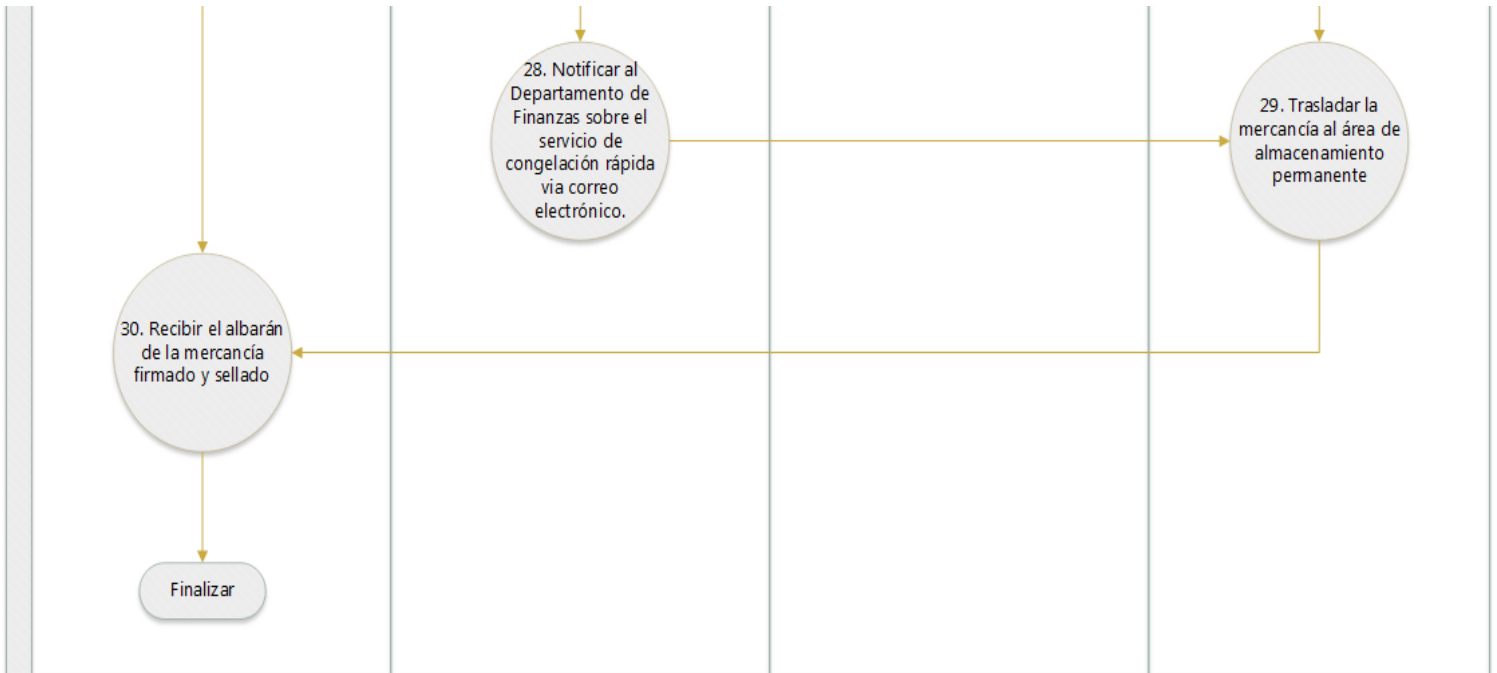 28. Notificar al
Departamento de
Finanzas sobre el
servicio de
congelación rápida
via correo
electrónico.
29. Trasladar la
mercancía al área de
almacenamiento
permanente
30. Recibir el albarán
de la mercancía
firmado y sellado
Finalizar